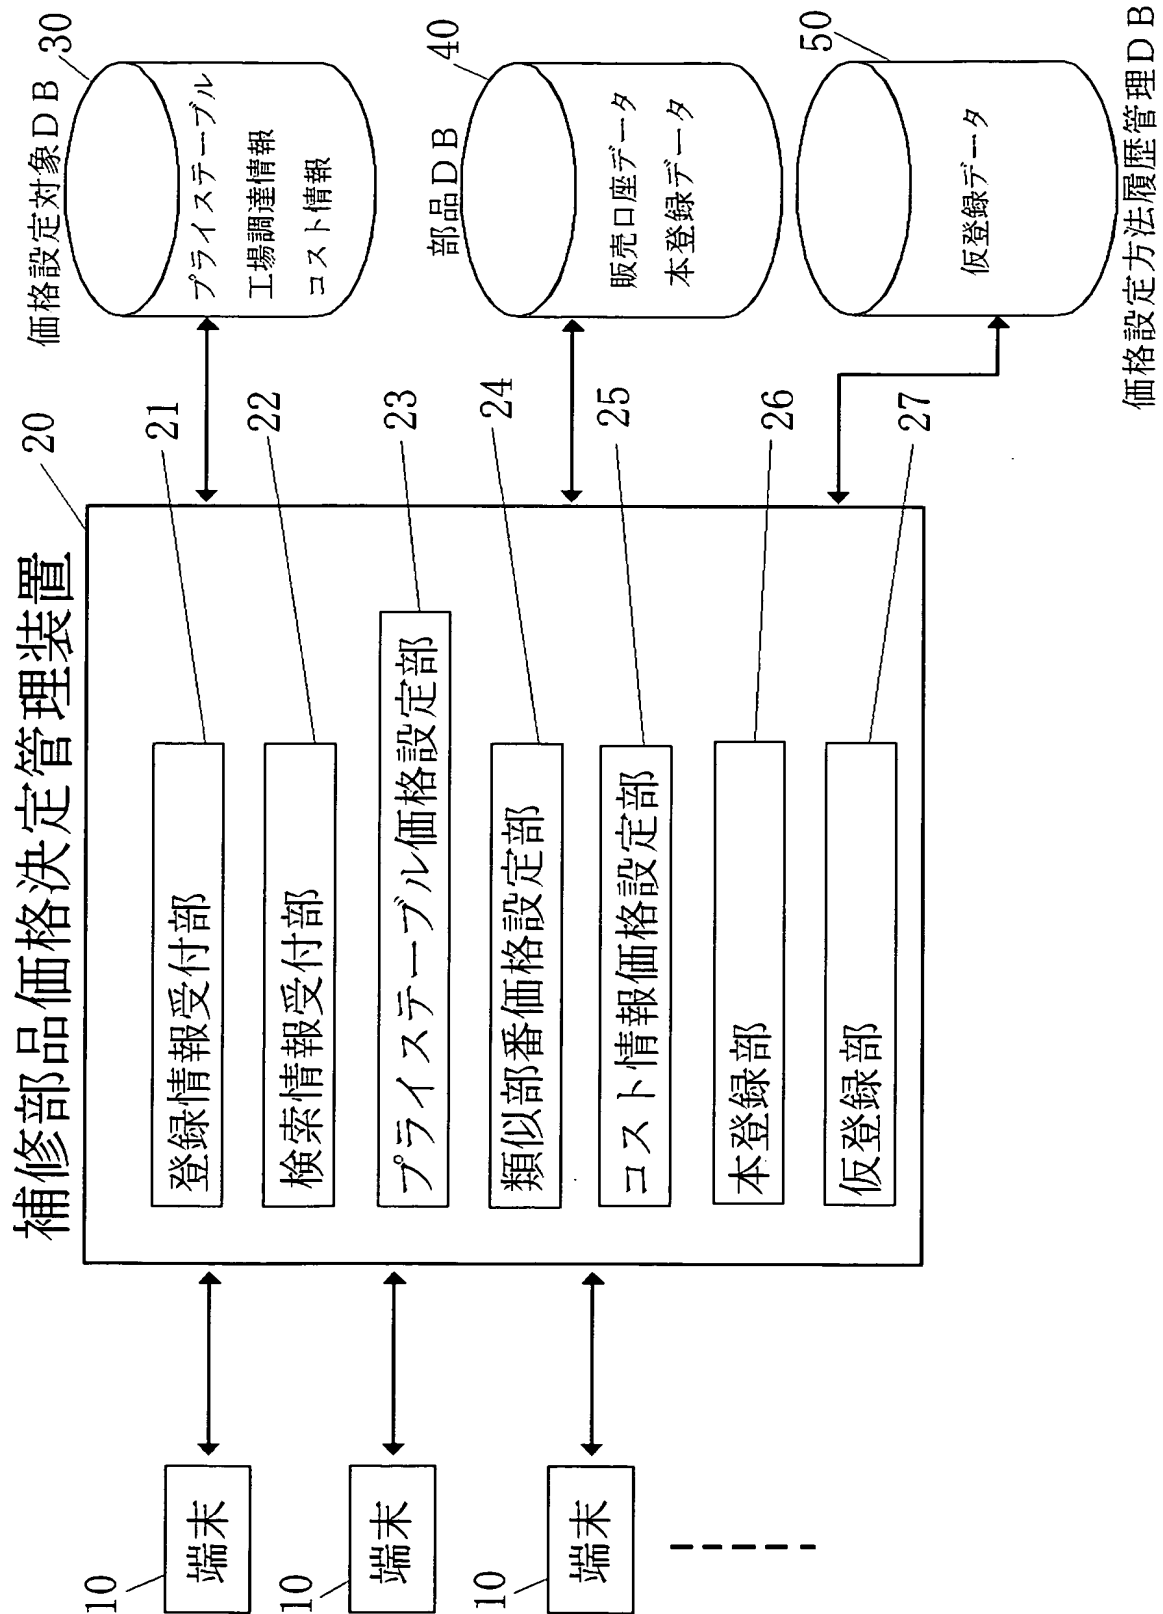 補修部品価格決定管理装置
20
10
端末
10
端末
10
端末
登録情報受付部
21
検索情報受付部
22
プライステーブル価格設定部
23
類似部番価格設定部
24
コスト情報価格設定部
25
本登録部
26
仮登録部
27
価格設定対象DB
30
プライステーブル
工場調達情報
コスト情報
部品DB
40
販売口座データ
本登録データ
50
仮登録データ
価格設定方法履歴管理DB